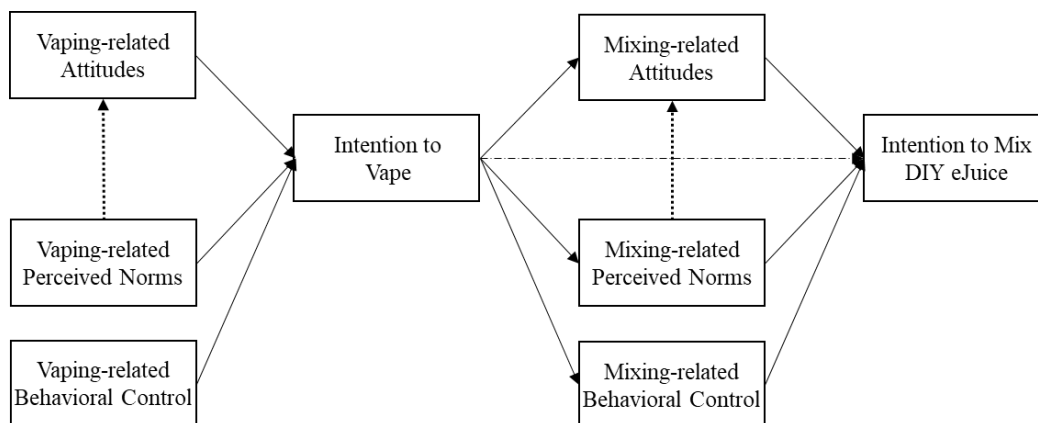 Vaping-related
Attitudes
Mixing-related
Attitudes
Intention to
Vape
Intention to Mix
DIY eJuice
Vaping-related
Perceived Norms
Mixing-related
Perceived Norms
Vaping-related
Behavioral Control
Mixing-related
Behavioral Control